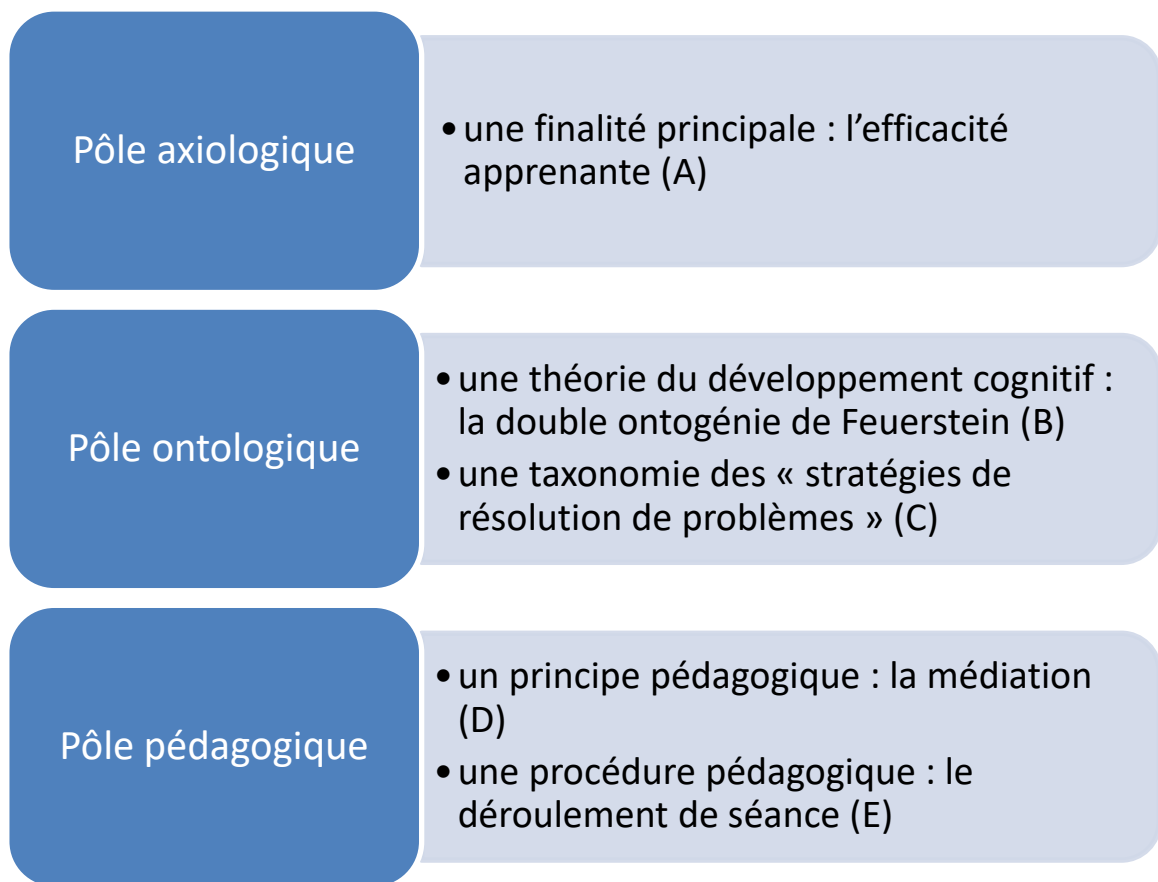 Pôle axiologique
•une finalité principale : l’efficacité
apprenante (A)
Pôle ontologique
•une théorie du développement cognitif :
la double ontogénie de Feuerstein (B)
•une taxonomie des « stratégies de
résolution de problèmes » (C)
Pôle pédagogique
•un principe pédagogique : la médiation
(D)
•une procédure pédagogique : le
déroulement de séance (E)